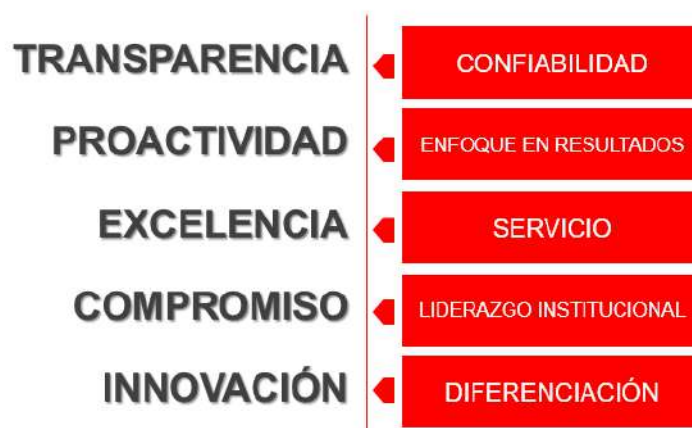 TRANSPARENCIA
CONFIABILIDAD
PROACTIVIDAD
ENFOQUE EN RESULTADOS
EXCELENCIA
SERVICIO
COMPROMISO
LIDERAZGO INSTITUCIONAL
INNOVACIÓN
DIFERENCIACIÓN